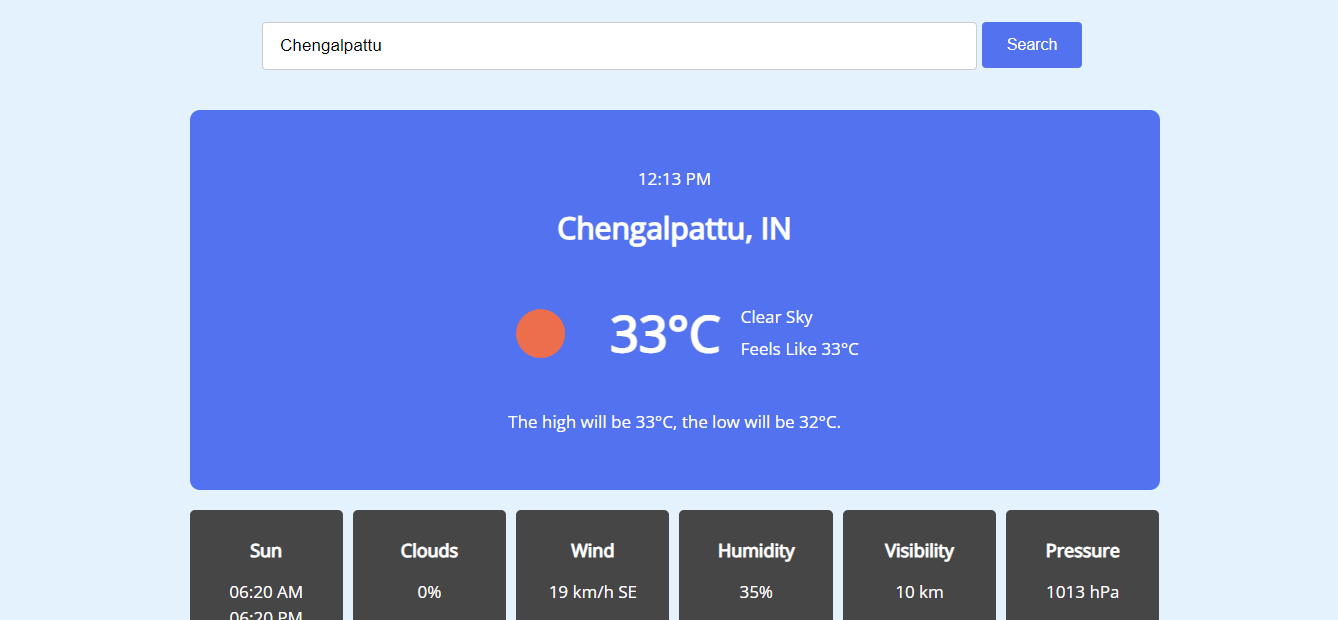 Chengalpattu
Search
12:13 PM
Chengalpattu, IN
33°C
Clear Sky
Feels Like 33°C
The high will be 33°C, the low will be 32°C.
Sun
06:20 AM
06:20 PM
Clouds
0%
Wind
19 km/h SE
Humidity
35%
Visibility
10 km
Pressure
1013 hPa